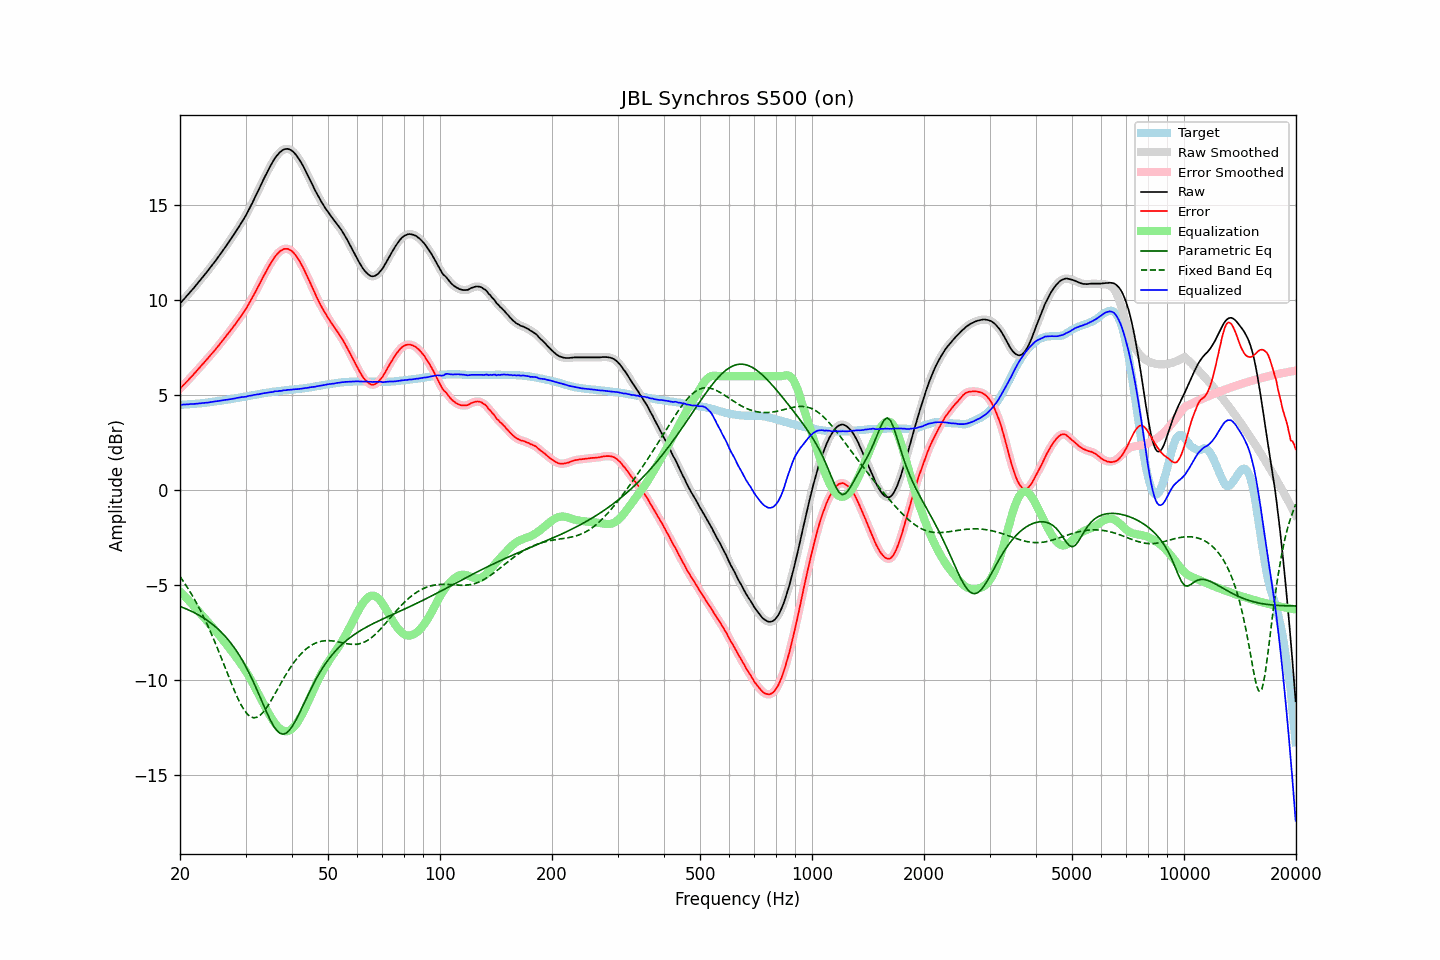 JBL Synchros S500 (on)
Target
Raw Smoothed
Error Smoothed
Raw
Error
Equalization
Parametric Eq
Fixed Band Eq
Equalized
Amplitude (dBr)
15
10
5
0
−5
−10
−15
20 50 100 200 500 1000 2000 5000 10000 20000
Frequency (Hz)